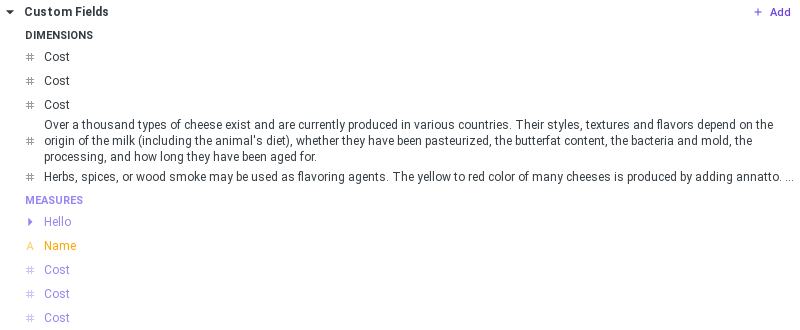 Custom Fields
+ Add
DIMENSIONS
# Cost
# Cost
# Cost
Over a thousand types of cheese exist and are currently produced in various countries. Their styles, textures and flavors depend on the
# origin of the milk (including the animal's diet), whether they have been pasteurized, the butterfat content, the bacteria and mold, the
processing, and how long they have been aged for.
# Herbs, spices, or wood smoke may be used as flavoring agents. The yellow to red color of many cheeses is produced by adding annatto. ...
MEASURES
Hello
A Name
# Cost
# Cost
# Cost